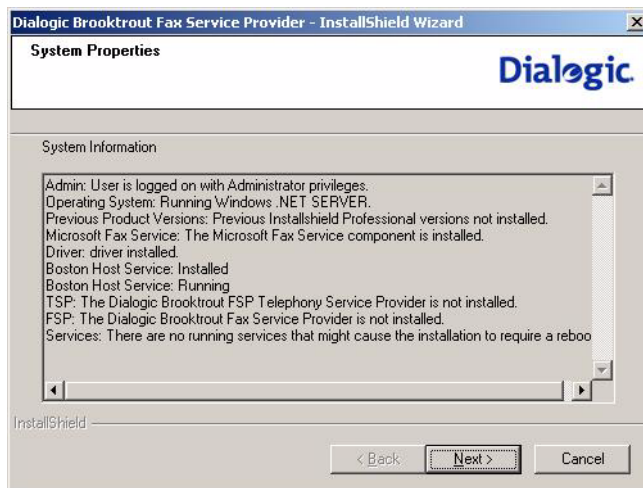 Dialogic Brooktrout Fax Service Provider - InstallShield Wizard
System Properties
Dialogic
System Information
Admin: User is logged on with Administrator privileges.
Operating System: Running Windows .NET SERVER.
Previous Product Versions: Previous Installshield Professional versions not installed.
Microsoft Fax Service: The Microsoft Fax Service component is installed.
Driver: driver installed.
Boston Host Service: Installed
Boston Host Service: Running
TSP: The Dialogic Brooktrout FSP Telephony Service Provider is not installed.
FSP: The Dialogic Brooktrout Fax Service Provider is not installed.
Services: There are no running services that might cause the installation to require a reboo
InstallShield
< Back Next > Cancel